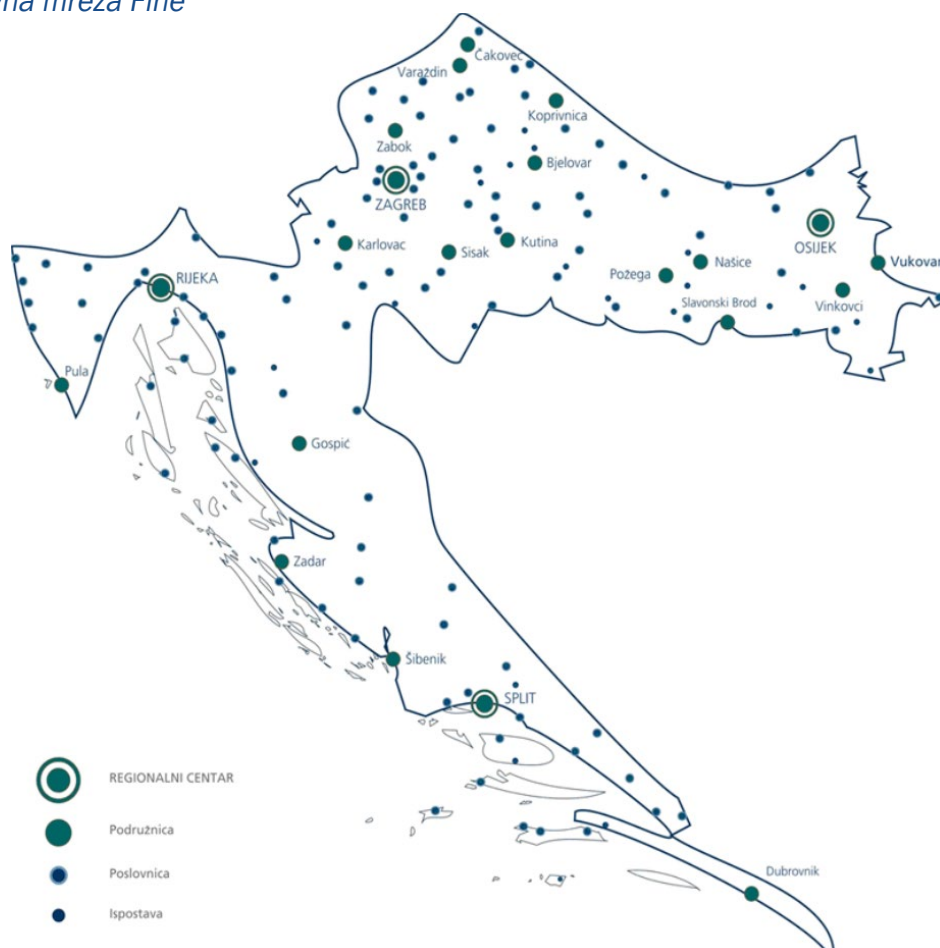 mreža Fine
Čakovec
Varaždin
Koprivnica
Zabok
Bjelovar
ZAGREB
Karlovac
Sisak
Kutina
OSIJEK
Našice
Vukovar
Požega
RIJEKA
Slavonski Brod
Vinkovci
Pula
Gospić
Zadar
Šibenik
SPLIT
REGIONALNI CENTAR
Podružnica
Poslovnica
Ispostava
Dubrovnik